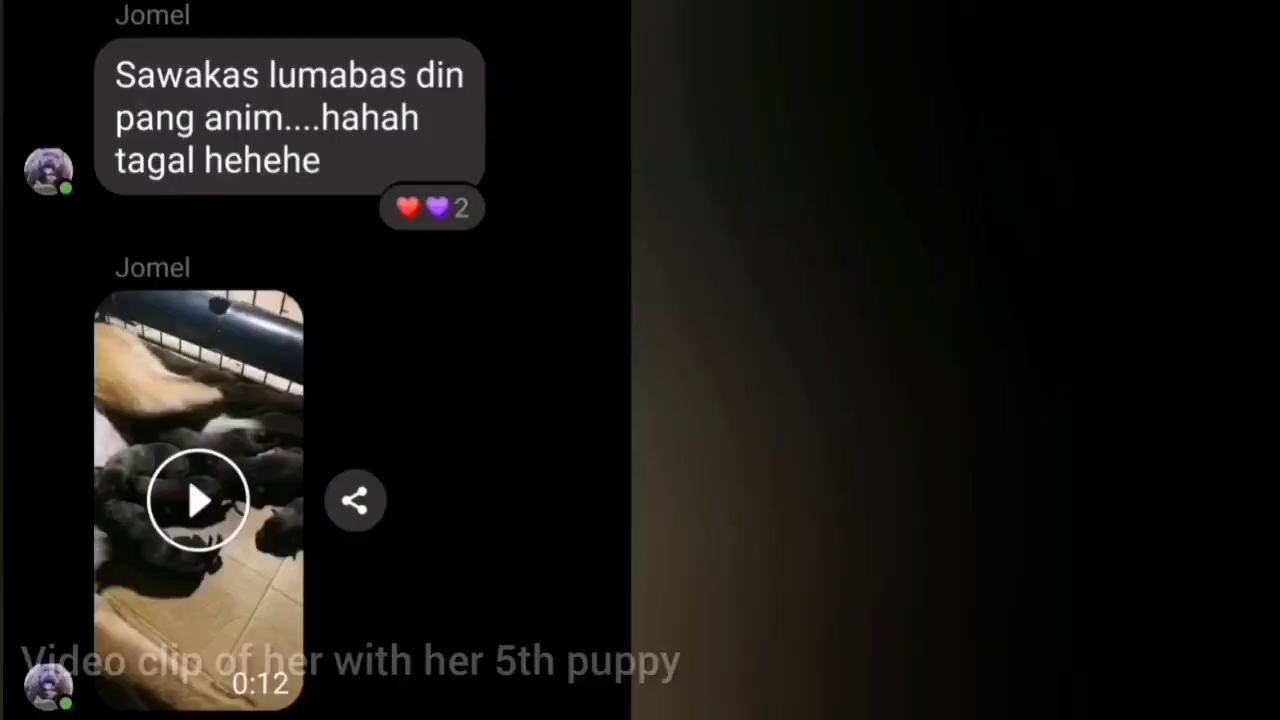 Jomel
Sawakas lumabas din
pang anim....hahah
tagal hehehe
❤️💜2
Jomel
0:12
Video clip of her with her 5th puppy